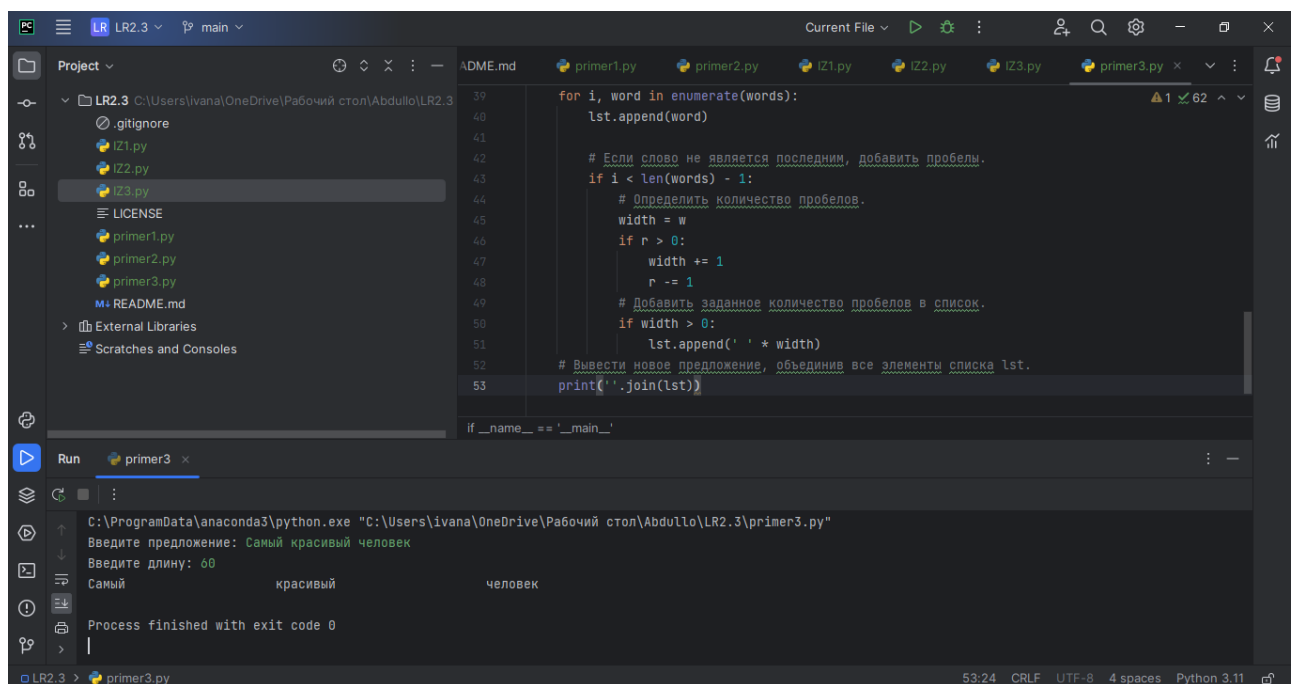 PC LR LR2.3 main Current File
Project
ADME.md primer1.py primer2.py IZ1.py IZ2.py IZ3.py primer3.py
LR2.3 C:\Users\ivana\OneDrive\Рабочий стол\Abdullo\LR2.3
.gitignore
IZ1.py
IZ2.py
IZ3.py
LICENSE
primer1.py
primer2.py
primer3.py
M↓ README.md
External Libraries
Scratches and Consoles
1 62
39 for i, word in enumerate(words):
40 lst.append(word)
41
42 # Если слово не является последним, добавить пробелы.
43 if i < len(words) - 1:
44 # Определить количество пробелов.
45 width = w
46 if r > 0:
47 width += 1
48 r -= 1
49 # Добавить заданное количество пробелов в список.
50 if width > 0:
51 lst.append(' ' * width)
52 # Вывести новое предложение, объединив все элементы списка lst.
53 print(''.join(lst))
if __name__ == '__main__'
Run primer3
C:\ProgramData\anaconda3\python.exe "C:\Users\ivana\OneDrive\Рабочий стол\Abdullo\LR2.3\primer3.py"
Введите предложение: Самый красивый человек
Введите длину: 60
Самый красивый человек
Process finished with exit code 0
LR2.3 > primer3.py 53:24 CRLF UTF-8 4 spaces Python 3.11